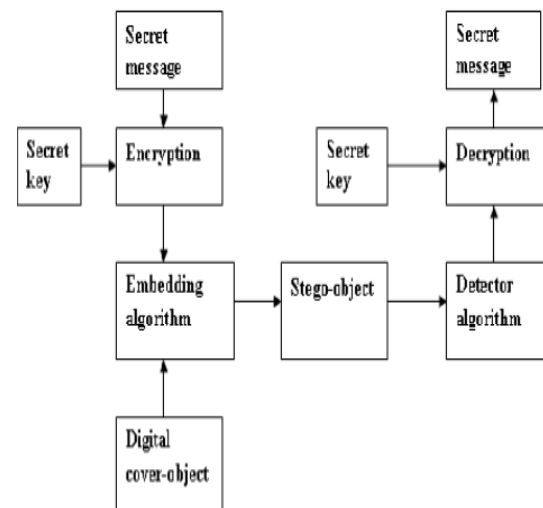 Secret
message
Secret
message
Secret
key
Encryption
Secret
key
Decryption
Embedding
algorithm
Stego-object
Detector
algorithm
Digital
cover-object